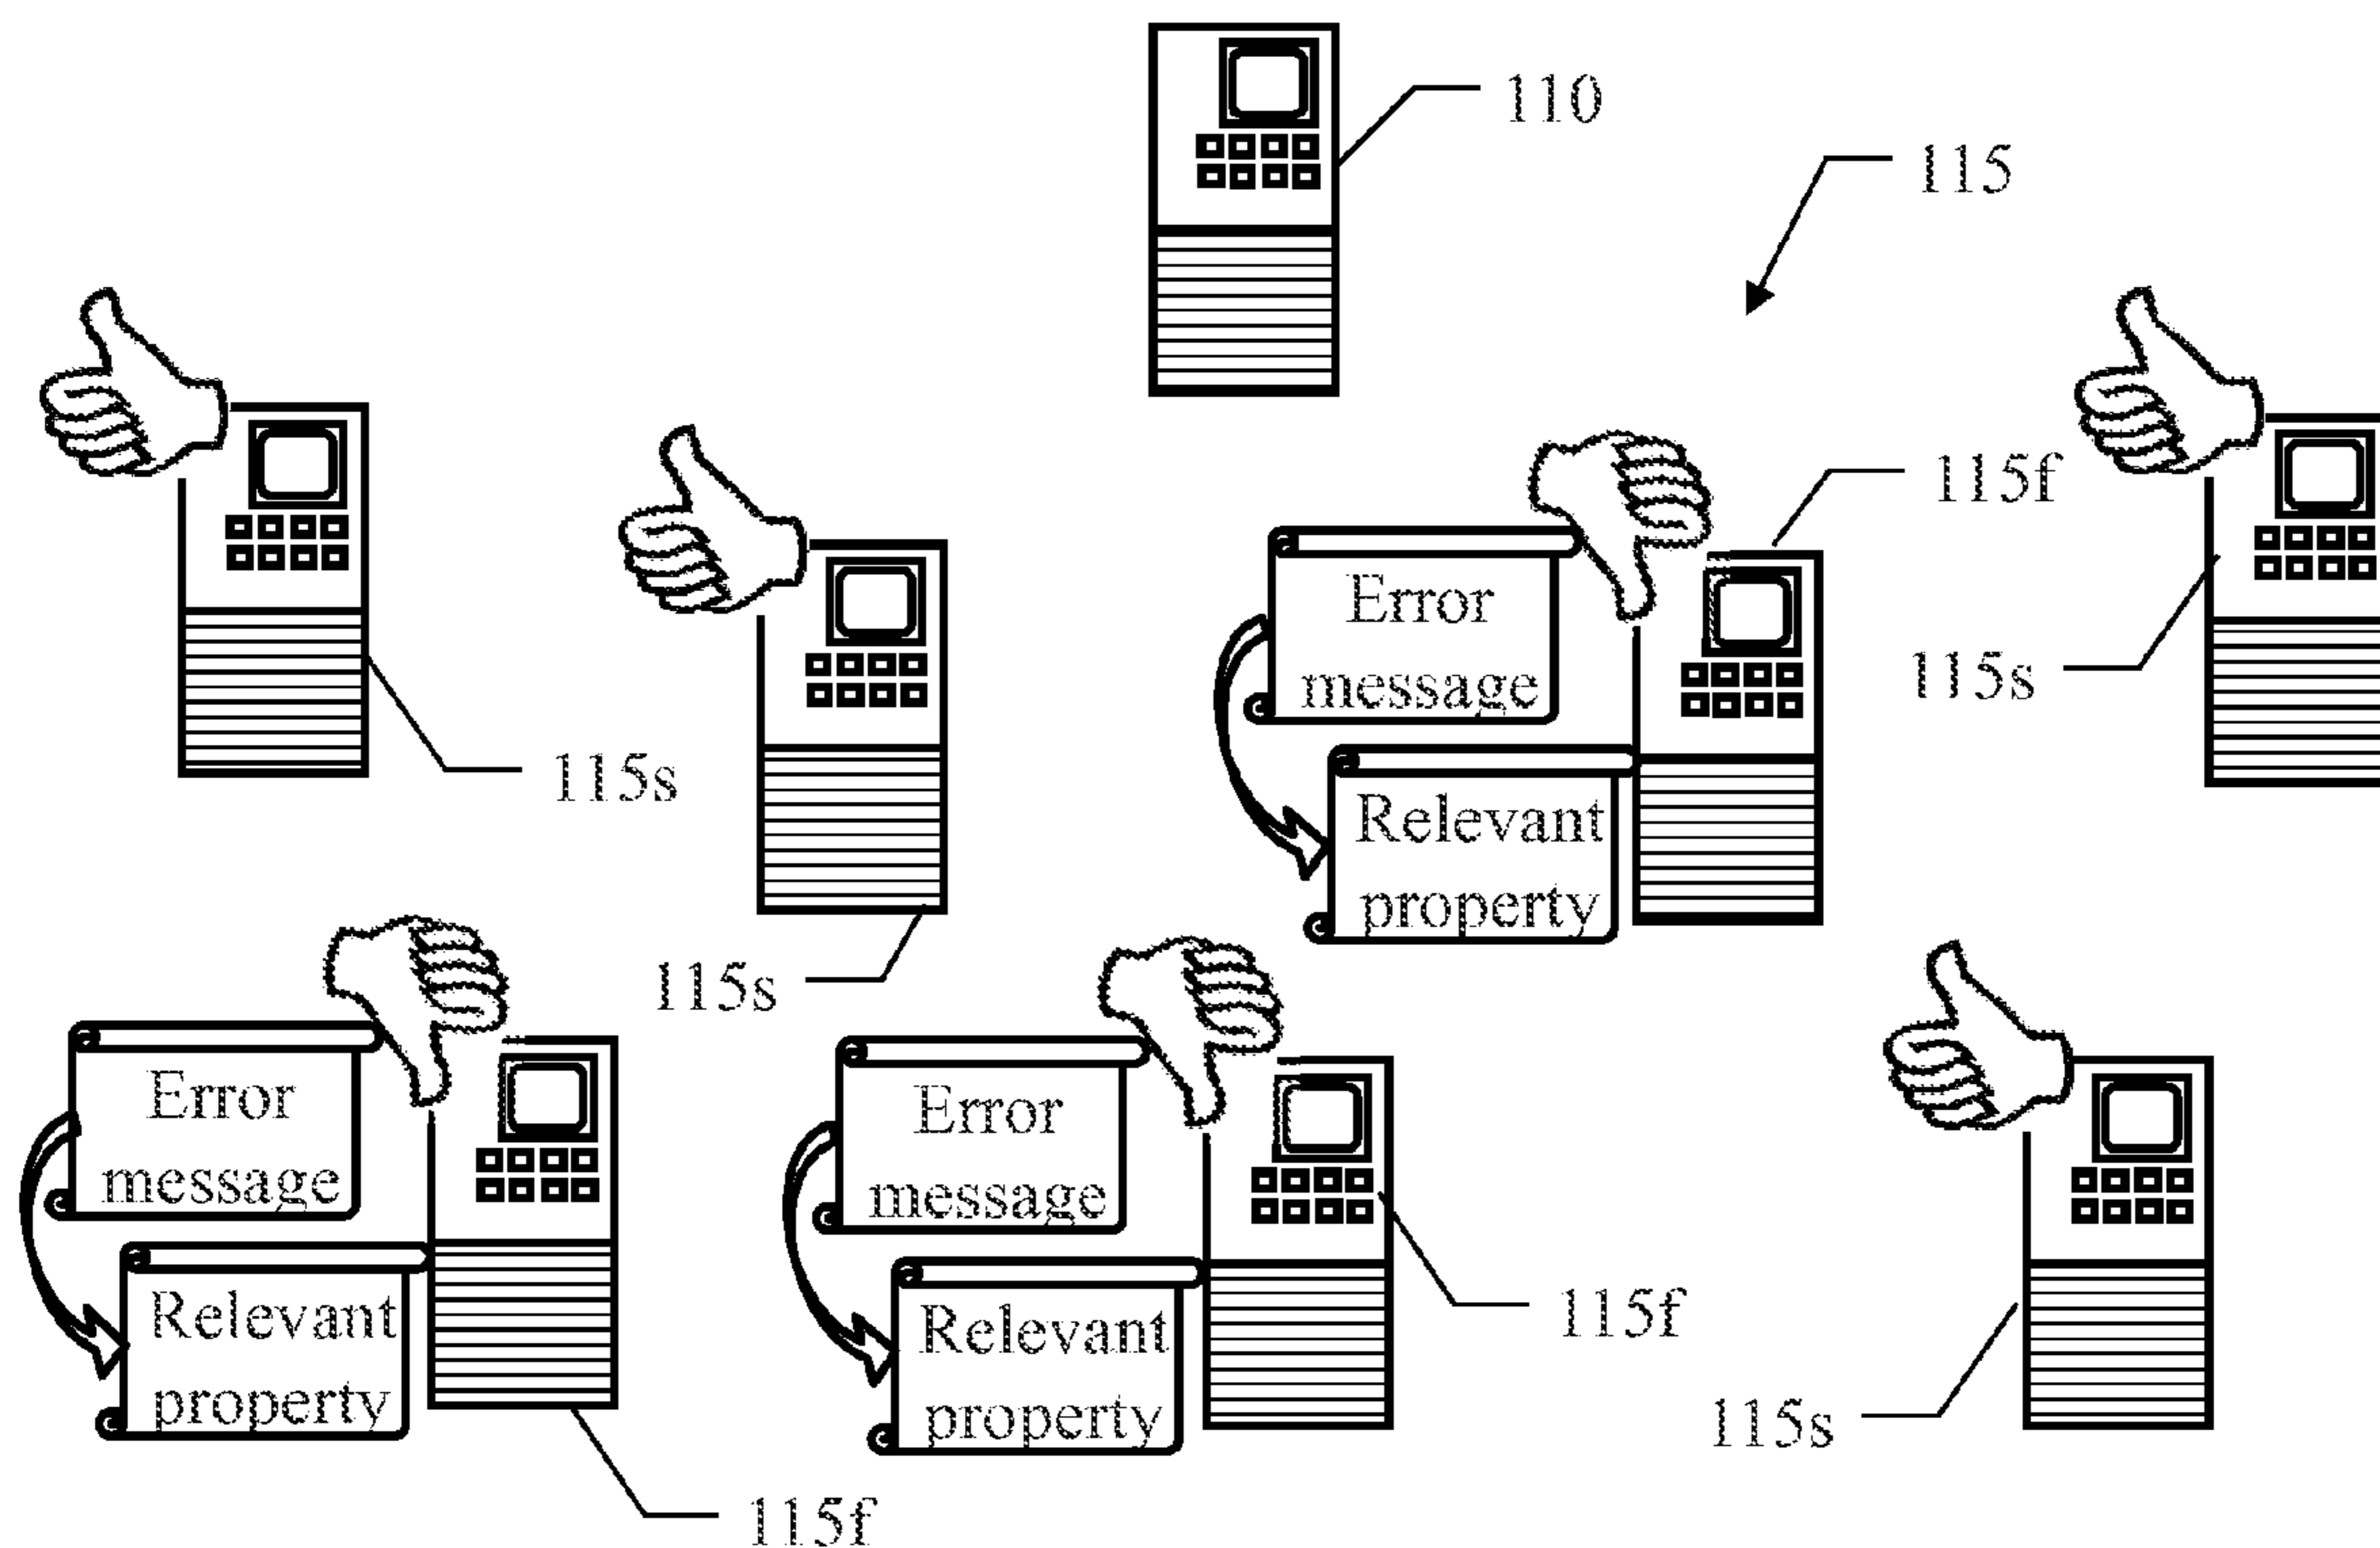 110
115
115f
Error
message
115s
115s
Relevant
property
115s
Error
message
Error
message
Relevant
property
Relevant
property
115f
115s
115f